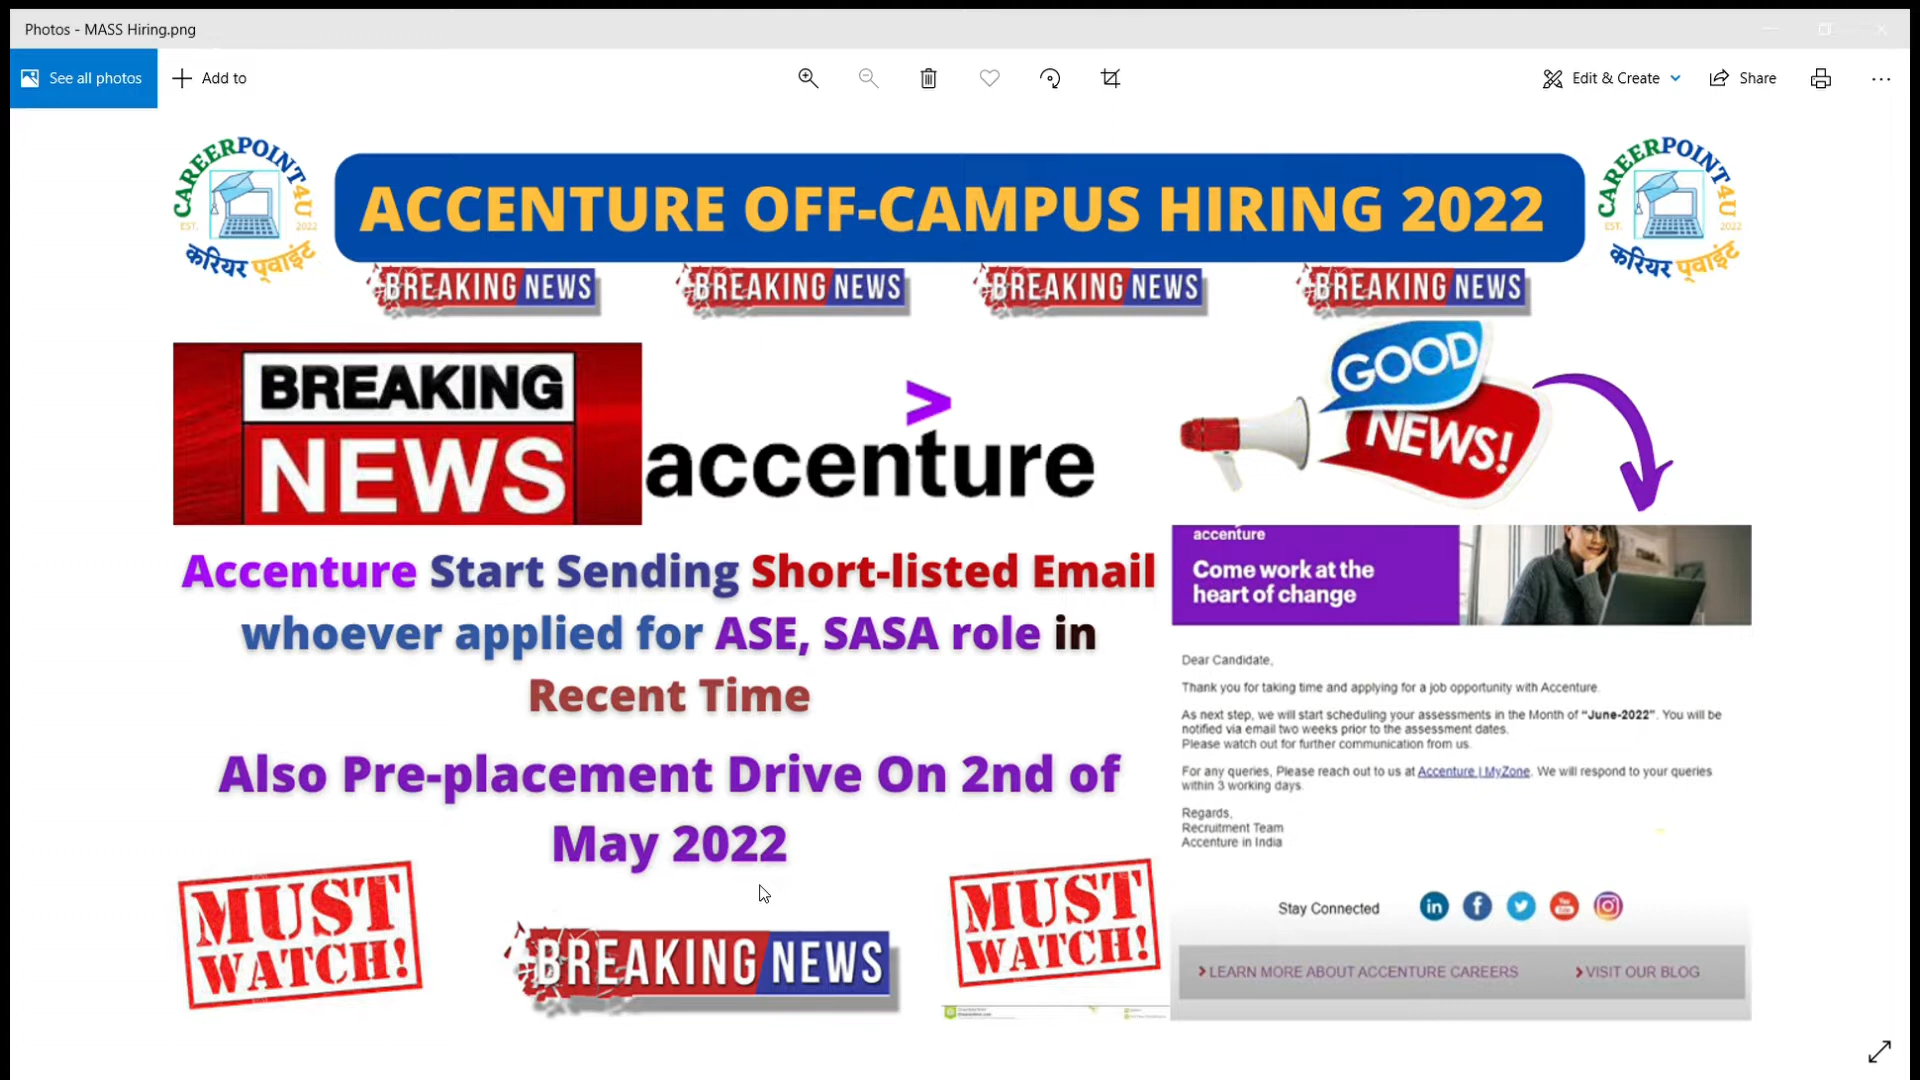 Photos - MASS Hiring.png
See all photos
Add to
Edit & Create
Share
CAREERPOINT4U
EST.
2022
करियर प्वाइंट
ACCENTURE OFF-CAMPUS HIRING 2022
CAREERPOINT4U
EST.
2022
करियर प्वाइंट
BREAKING NEWS
BREAKING NEWS
BREAKING NEWS
BREAKING NEWS
BREAKING
NEWS
>
accenture
GOOD
NEWS!
Accenture Start Sending Short-listed Email
whoever applied for ASE, SASA role in
Recent Time
Also Pre-placement Drive On 2nd of
May 2022
MUST
WATCH!
BREAKING NEWS
MUST
WATCH!
accenture
Come work at the
heart of change
Dear Candidate,
Thank you for taking time and applying for a job opportunity with Accenture.
As next step, we will start scheduling your assessments in the Month of “June-2022”. You will be
notified via email two weeks prior to the assessment dates.
Please watch out for further communication from us.
For any queries, Please reach out to us at Accenture | MyZone. We will respond to your queries
within 3 working days.
Regards,
Recruitment Team
Accenture in India
Stay Connected
in
You
Tube
LEARN MORE ABOUT ACCENTURE CAREERS
VISIT OUR BLOG